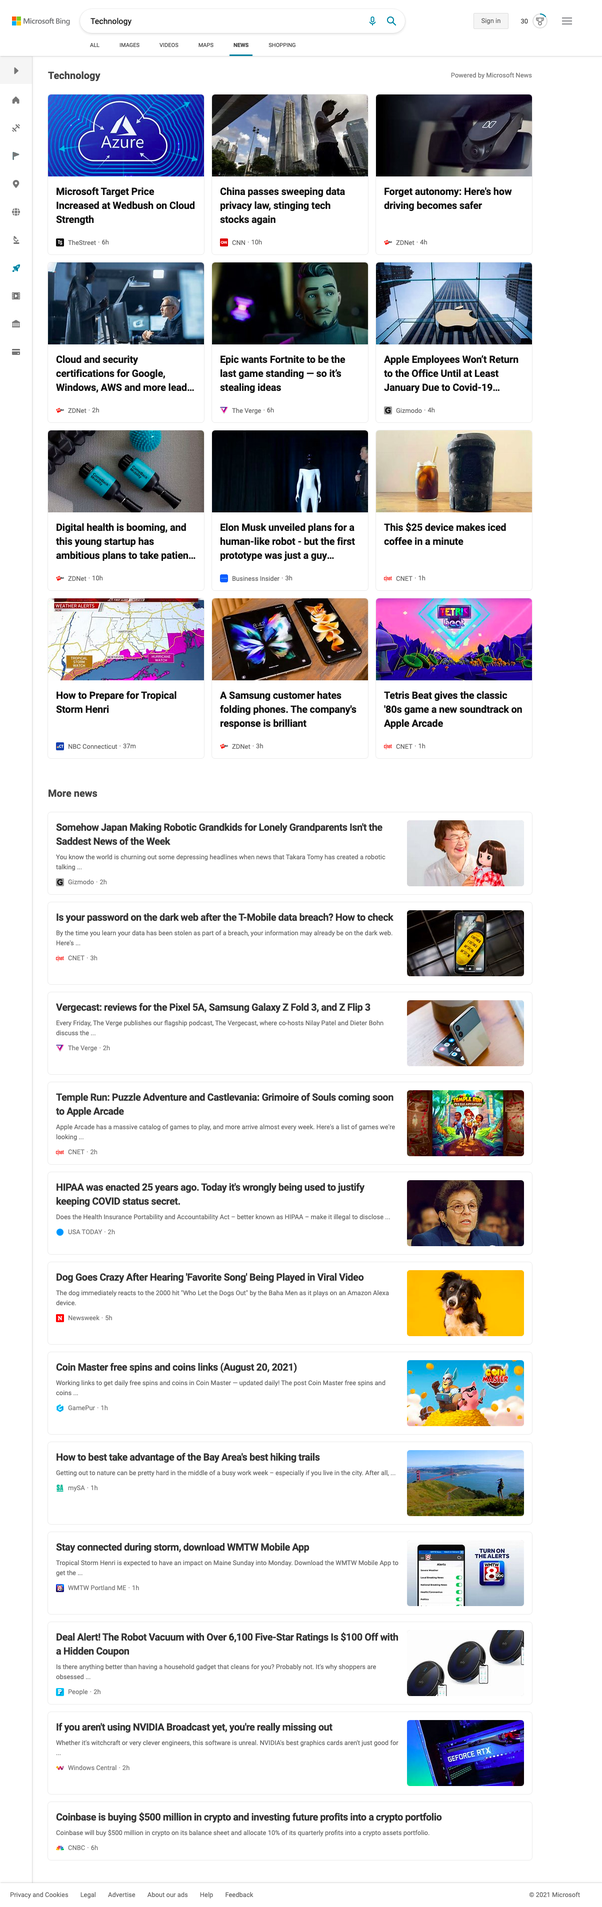 Microsoft Bing
Technology
Sign in
30
ALL
IMAGES
VIDEOS
MAPS
NEWS
SHOPPING
Technology
Powered by Microsoft News
Azure
Microsoft Target Price
Increased at Wedbush on Cloud
Strength
TheStreet · 6h
China passes sweeping data
privacy law, stinging tech
stocks again
CNN · 10h
Forget autonomy: Here's how
driving becomes safer
ZDNet · 4h
Cloud and security
certifications for Google,
Windows, AWS and more lead...
ZDNet · 2h
Epic wants Fortnite to be the
last game standing — so it's
stealing ideas
The Verge · 6h
Apple Employees Won't Return
to the Office Until at Least
January Due to Covid-19...
Gizmodo · 4h
Digital health is booming, and
this young startup has
ambitious plans to take patien...
ZDNet · 10h
Elon Musk unveiled plans for a
human-like robot - but the first
prototype was just a guy...
Business Insider · 3h
This $25 device makes iced
coffee in a minute
CNET · 1h
WEATHER ALERTS
TROPICAL
STORM
WATCH
HURRICANE
WATCH
How to Prepare for Tropical
Storm Henri
NBC Connecticut · 37m
A Samsung customer hates
folding phones. The company's
response is brilliant
ZDNet · 3h
TETRIS
Beat
Tetris Beat gives the classic
'80s game a new soundtrack on
Apple Arcade
CNET · 1h
More news
Somehow Japan Making Robotic Grandkids for Lonely Grandparents Isn't the
Saddest News of the Week
You know the world is churning out some depressing headlines when news that Takara Tomy has created a robotic
talking ...
Gizmodo · 2h
Is your password on the dark web after the T-Mobile data breach? How to check
By the time you learn your data has been stolen as part of a breach, your information may already be on the dark web.
Here's ...
CNET · 3h
Vergecast: reviews for the Pixel 5A, Samsung Galaxy Z Fold 3, and Z Flip 3
Every Friday, The Verge publishes our flagship podcast, The Vergecast, where co-hosts Nilay Patel and Dieter Bohn
discuss the ...
The Verge · 2h
Temple Run: Puzzle Adventure and Castlevania: Grimoire of Souls coming soon
to Apple Arcade
Apple Arcade has a massive catalog of games to play, and more arrive almost every week. Here's a list of games we're
looking ...
CNET · 2h
TEMPLE RUN
HIPAA was enacted 25 years ago. Today it's wrongly being used to justify
keeping COVID status secret.
Does the Health Insurance Portability and Accountability Act – better known as HIPAA – make it illegal to disclose ...
USA TODAY · 2h
Dog Goes Crazy After Hearing 'Favorite Song' Being Played in Viral Video
The dog immediately reacts to the 2000 hit "Who Let the Dogs Out" by the Baha Men as it plays on an Amazon Alexa
device.
Newsweek · 5h
Coin Master free spins and coins links (August 20, 2021)
Working links to get daily free spins and coins in Coin Master — updated daily! The post Coin Master free spins and
coins ...
GamePur · 1h
COIN
MASTER
How to best take advantage of the Bay Area's best hiking trails
Getting out to nature can be pretty hard in the middle of a busy work week – especially if you live in the city. After all, ...
mySA · 1h
Stay connected during storm, download WMTW Mobile App
Tropical Storm Henri is expected to have an impact on Maine Sunday into Monday. Download the WMTW Mobile App to
get the ...
WMTW Portland ME · 1h
TURN ON
THE ALERTS
WMTW
8
Deal Alert! The Robot Vacuum with Over 6,100 Five-Star Ratings Is $100 Off with
a Hidden Coupon
Is there anything better than having a household gadget that cleans for you? Probably not. It's why shoppers are
obsessed ...
People · 2h
If you aren't using NVIDIA Broadcast yet, you're really missing out
Whether it's witchcraft or very clever engineers, this software is unreal. NVIDIA's best graphics cards aren't just good for
...
Windows Central · 2h
GEFORCE RTX
Coinbase is buying $500 million in crypto and investing future profits into a crypto portfolio
Coinbase will buy $500 million in crypto on its balance sheet and allocate 10% of its quarterly profits into a crypto assets portfolio.
CNBC · 6h
Privacy and Cookies
Legal
Advertise
About our ads
Help
Feedback
© 2021 Microsoft